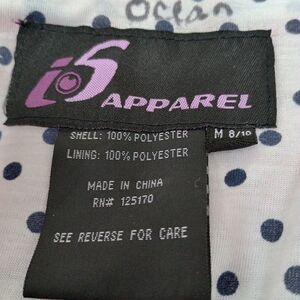 Ocean
iS APPAREL
SHELL: 100% POLYESTER
M 8/10
LINING: 100% POLYESTER
MADE IN CHINA
RN# 125170
SEE REVERSE FOR CARE